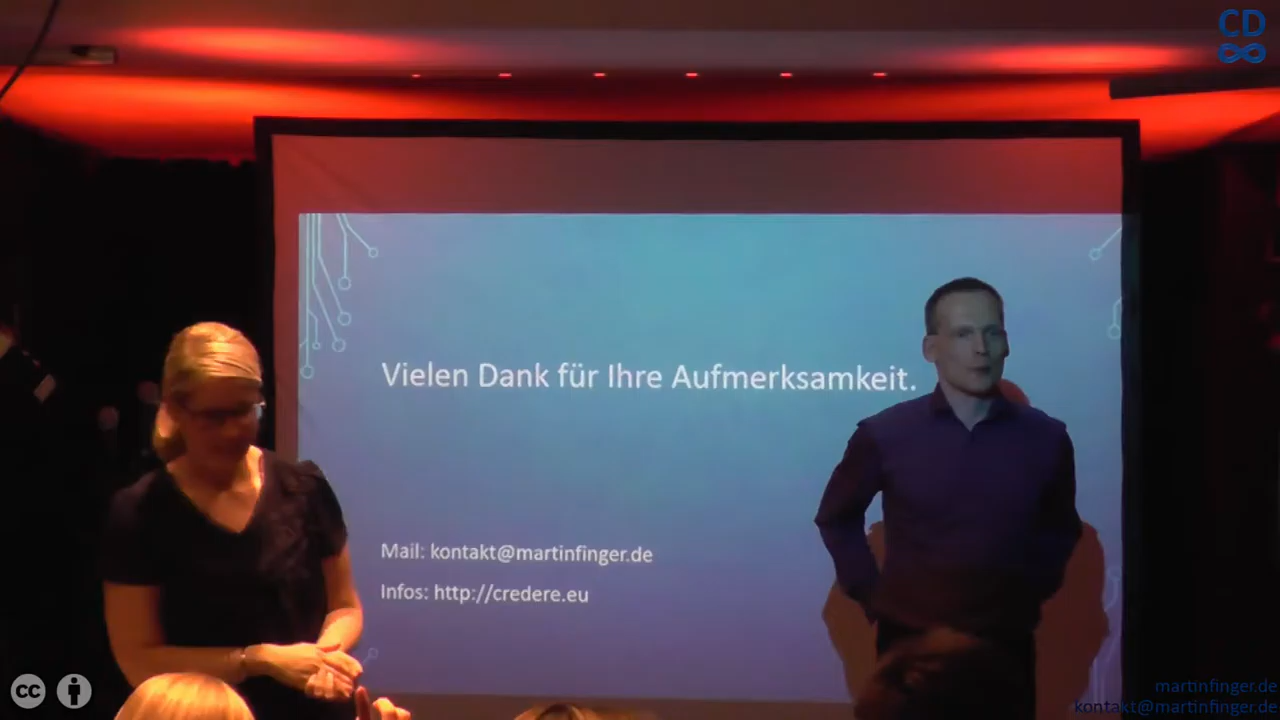 CD
Vielen Dank für Ihre Aufmerksamkeit.
Mail: kontakt@martinfinger.de
Infos: http://credere.eu
cc
martinfinger.de
kontakt@martinfinger.de